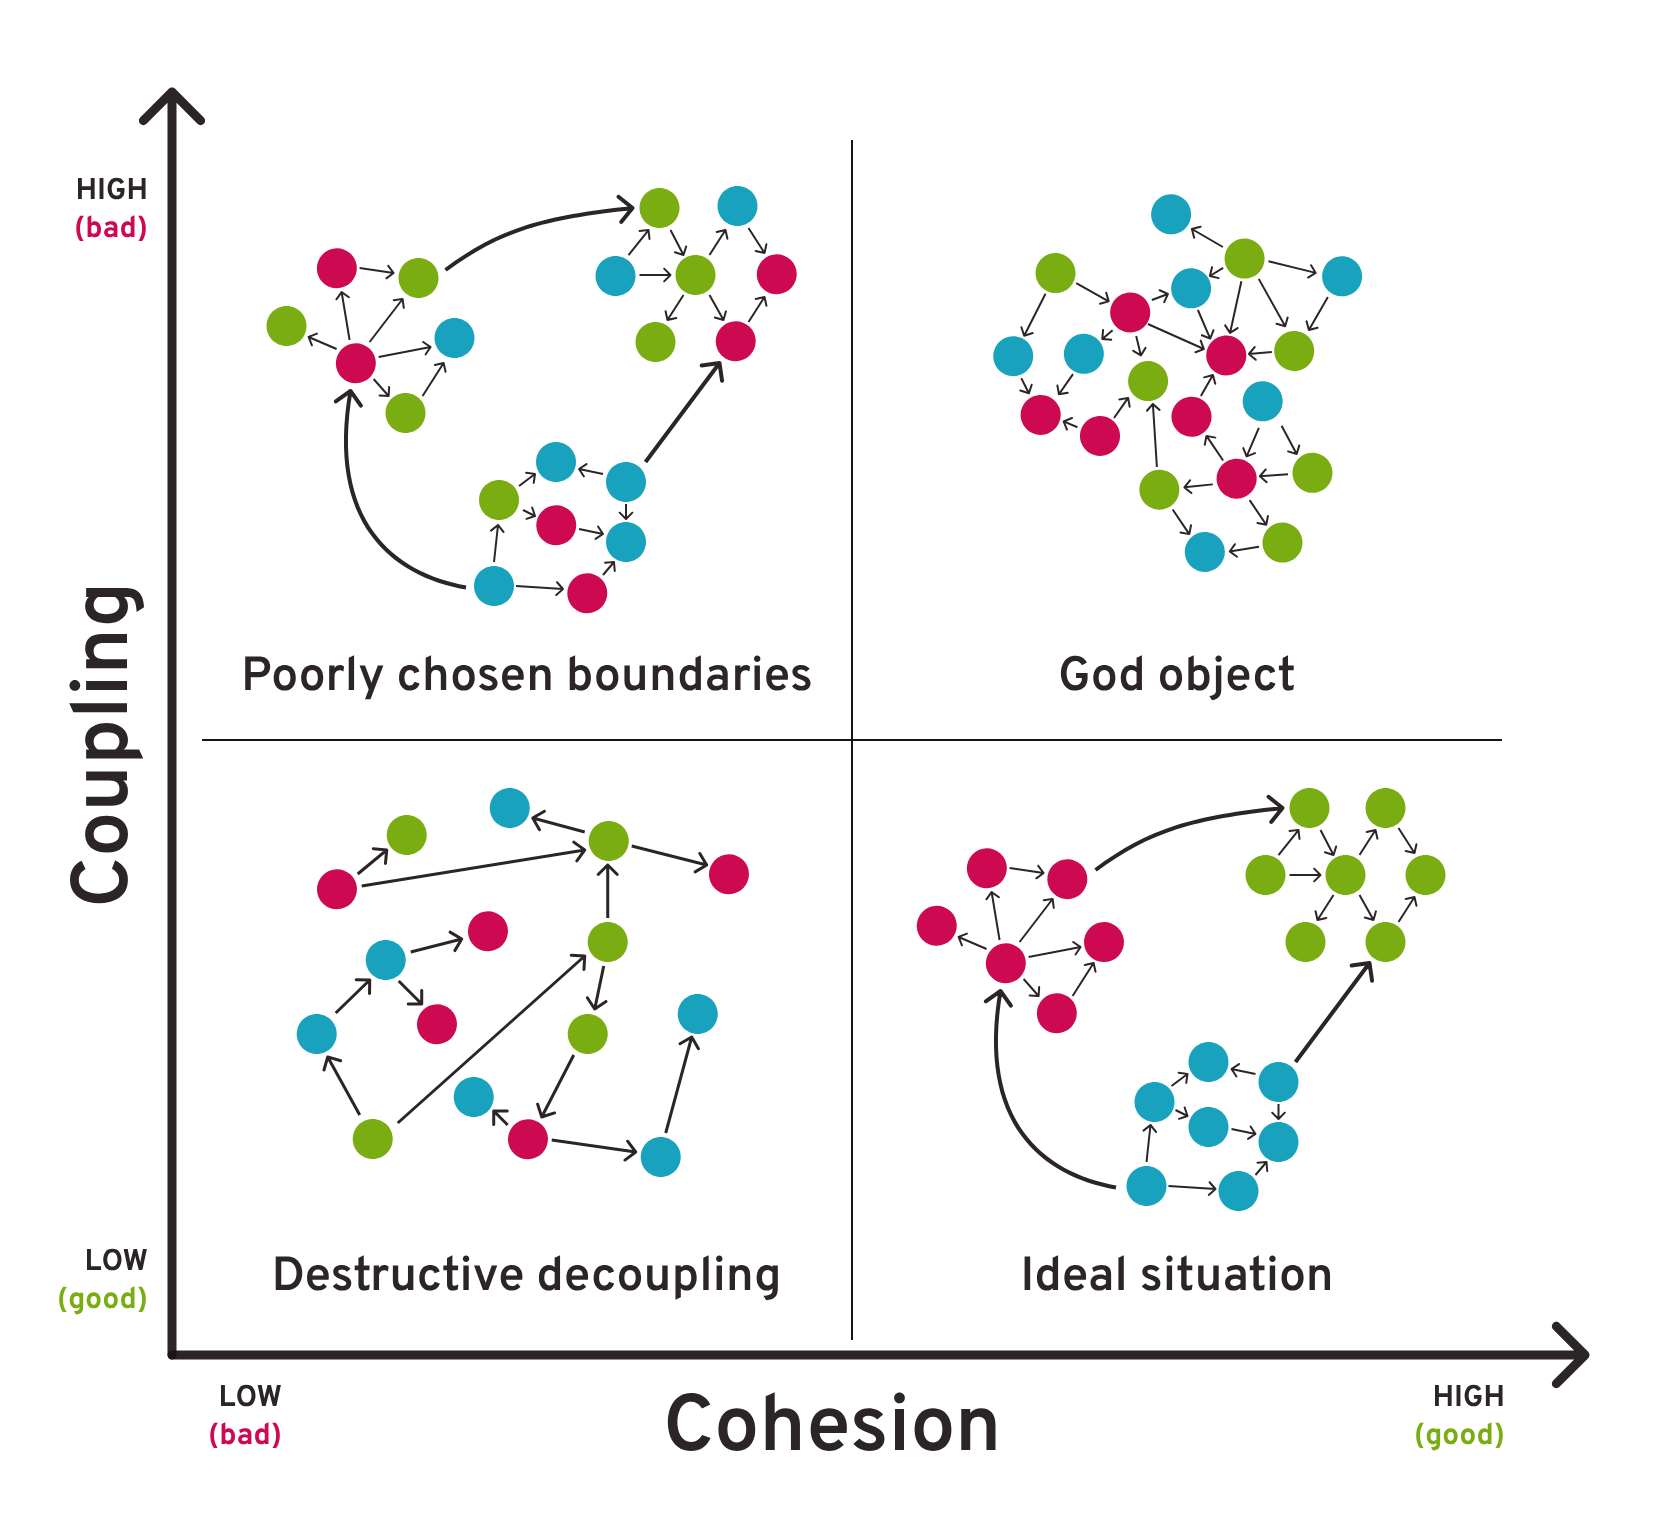 HIGH
(bad)
Coupling
Poorly chosen boundaries
God object
Destructive decoupling
Ideal situation
LOW
(good)
LOW
(bad)
Cohesion
HIGH
(good)